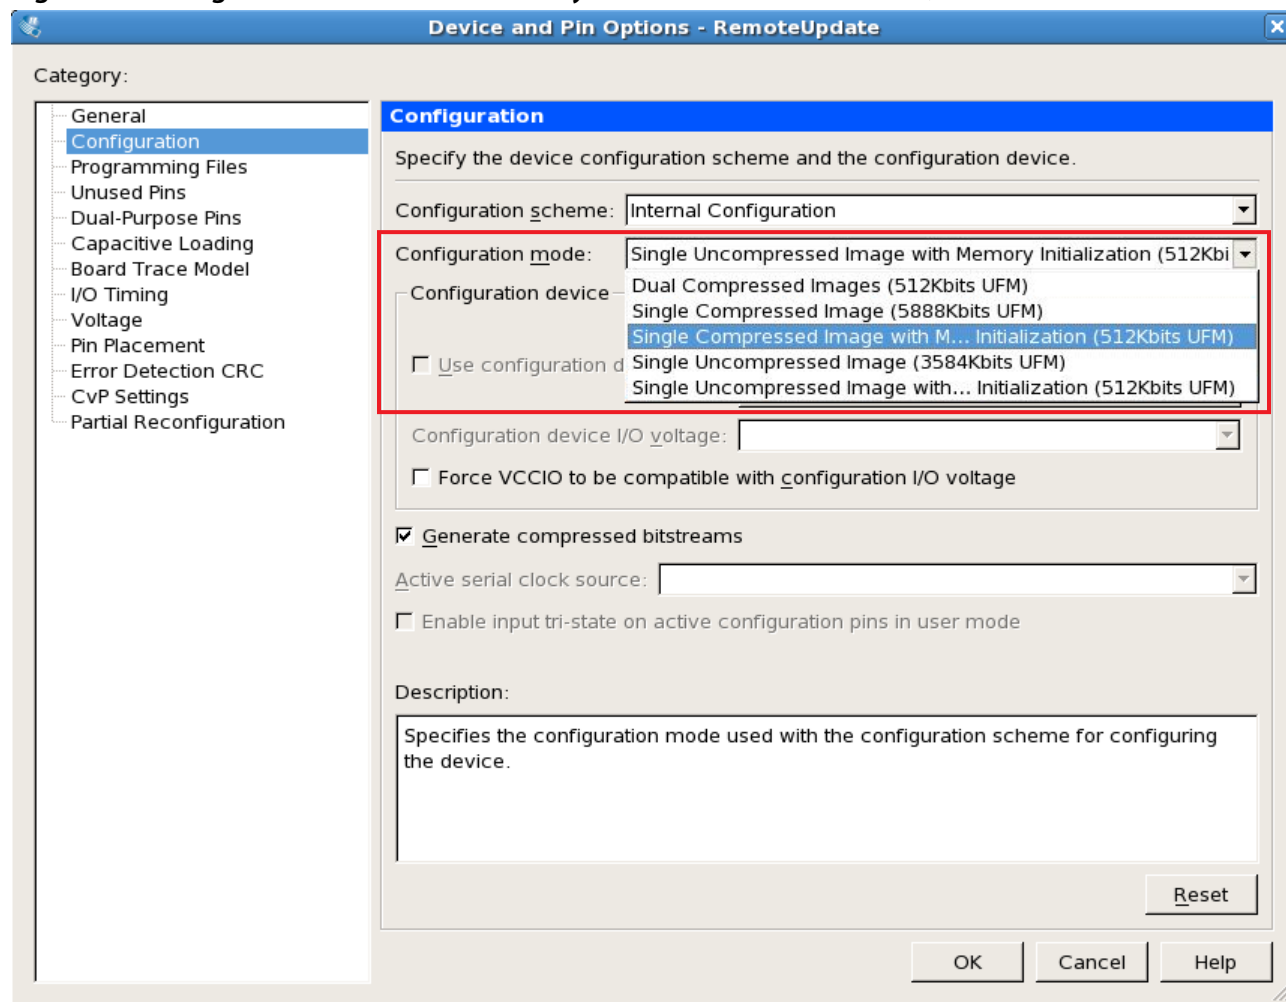 Device and Pin Options - RemoteUpdate
Category:
General
Configuration
Programming Files
Unused Pins
Dual-Purpose Pins
Capacitive Loading
Board Trace Model
I/O Timing
Voltage
Pin Placement
Error Detection CRC
CvP Settings
Partial Reconfiguration
Configuration
Specify the device configuration scheme and the configuration device.
Configuration scheme: Internal Configuration
Configuration mode: Single Uncompressed Image with Memory Initialization (512Kbi
Configuration device
Dual Compressed Images (512Kbits UFM)
Single Compressed Image (5888Kbits UFM)
Single Compressed Image with M... Initialization (512Kbits UFM)
Single Uncompressed Image (3584Kbits UFM)
Single Uncompressed Image with... Initialization (512Kbits UFM)
Use configuration d
Configuration device I/O voltage:
Force VCCIO to be compatible with configuration I/O voltage
Generate compressed bitstreams
Active serial clock source:
Enable input tri-state on active configuration pins in user mode
Description:
Specifies the configuration mode used with the configuration scheme for configuring
the device.
Reset
OK Cancel Help